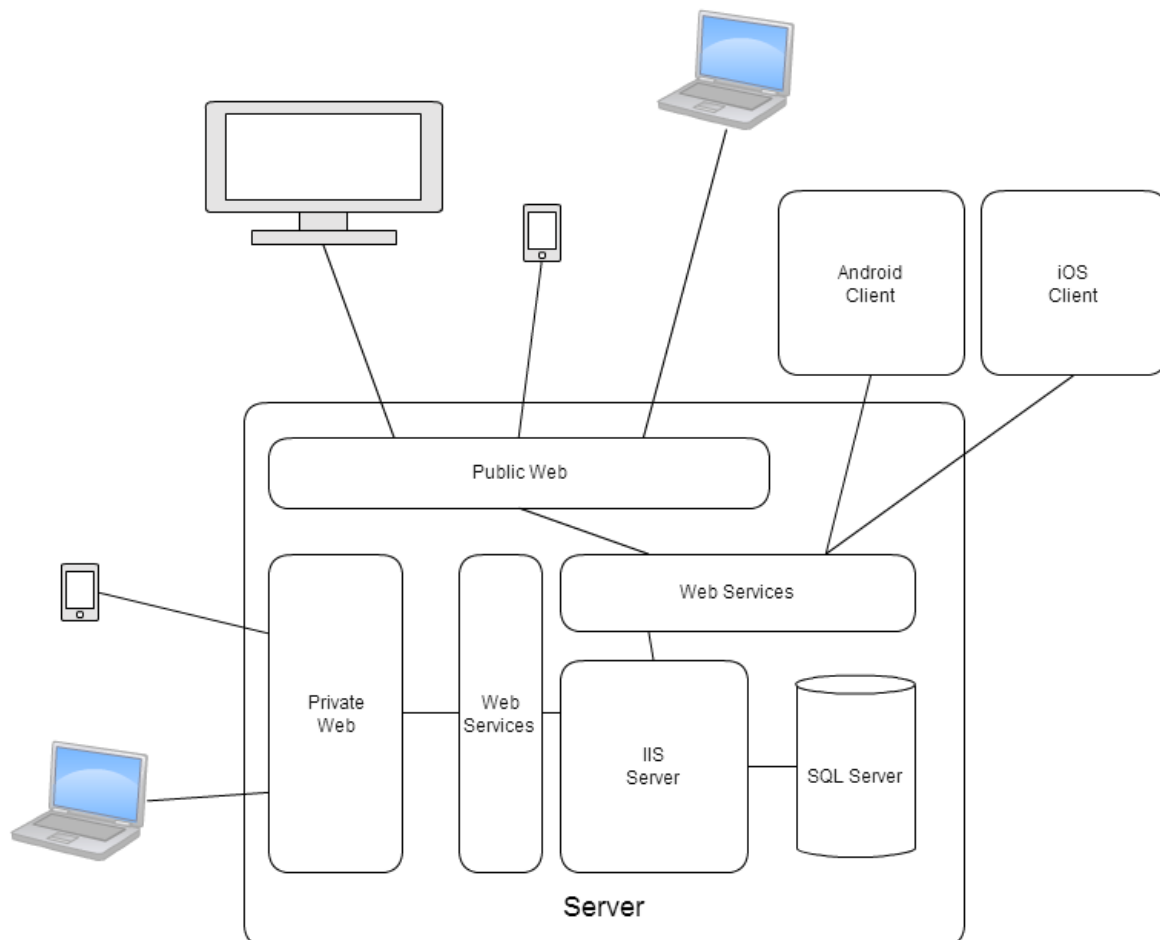 Android
Client
iOS
Client
Public Web
Web Services
Private
Web
Web
Services
IIS
Server
SQL Server
Server